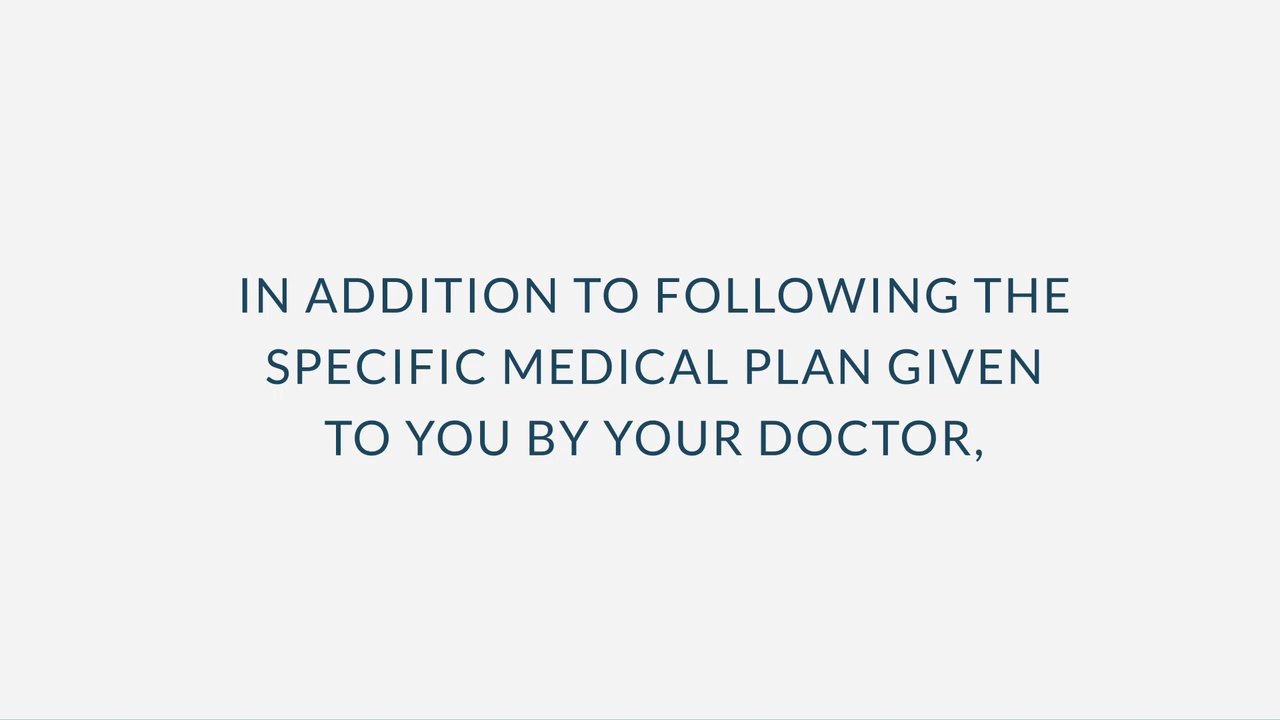 IN ADDITION TO FOLLOWING THE
SPECIFIC MEDICAL PLAN GIVEN
TO YOU BY YOUR DOCTOR,